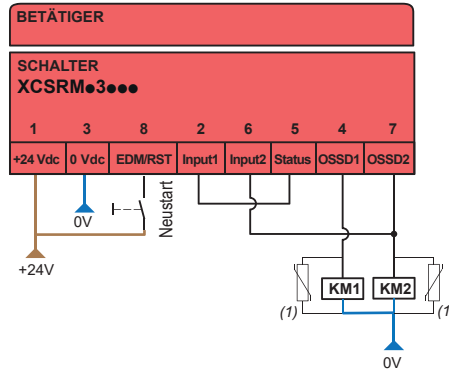 BETÄTIGER
SCHALTER
XCSRM●3●●●
1 3 8 2 6 5 4 7
+24 Vdc 0 Vdc EDM/RST Input1 Input2 Status OSSD1 OSSD2
Neustart
0V
+24V
(1) KM1 KM2 (1
0V